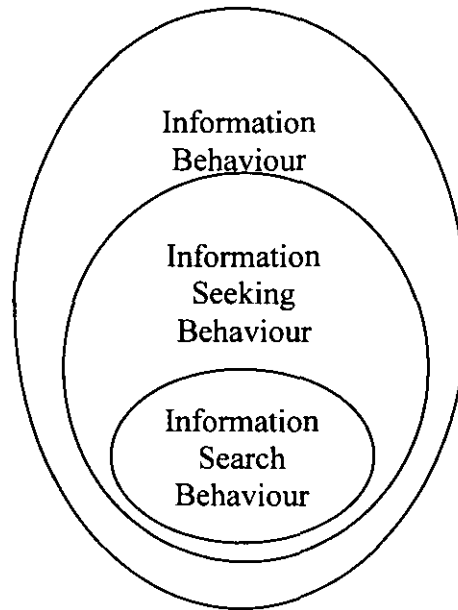 Information
Behaviour
Information
Seeking
Behaviour
Information
Search
Behaviour